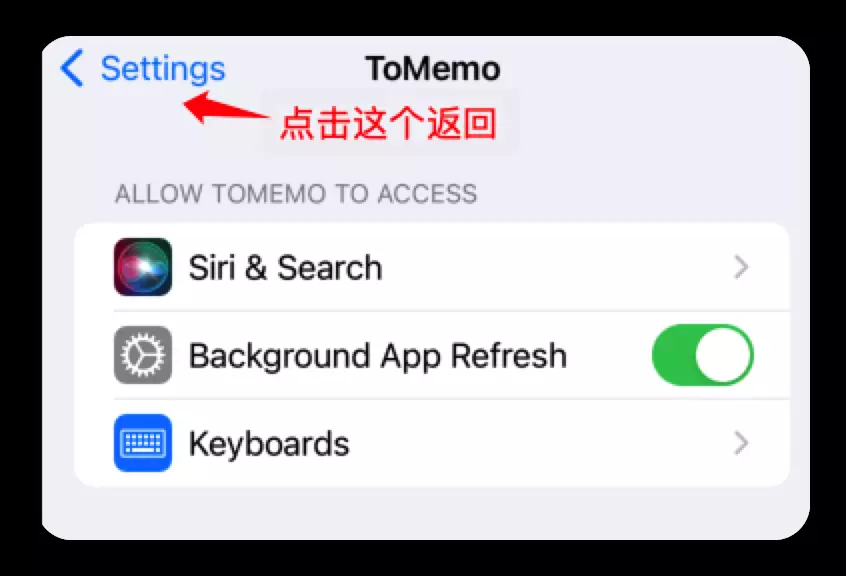 Settings
ToMemo
点击这个返回
ALLOW TOMEMO TO ACCESS
Siri & Search
Background App Refresh
Keyboards